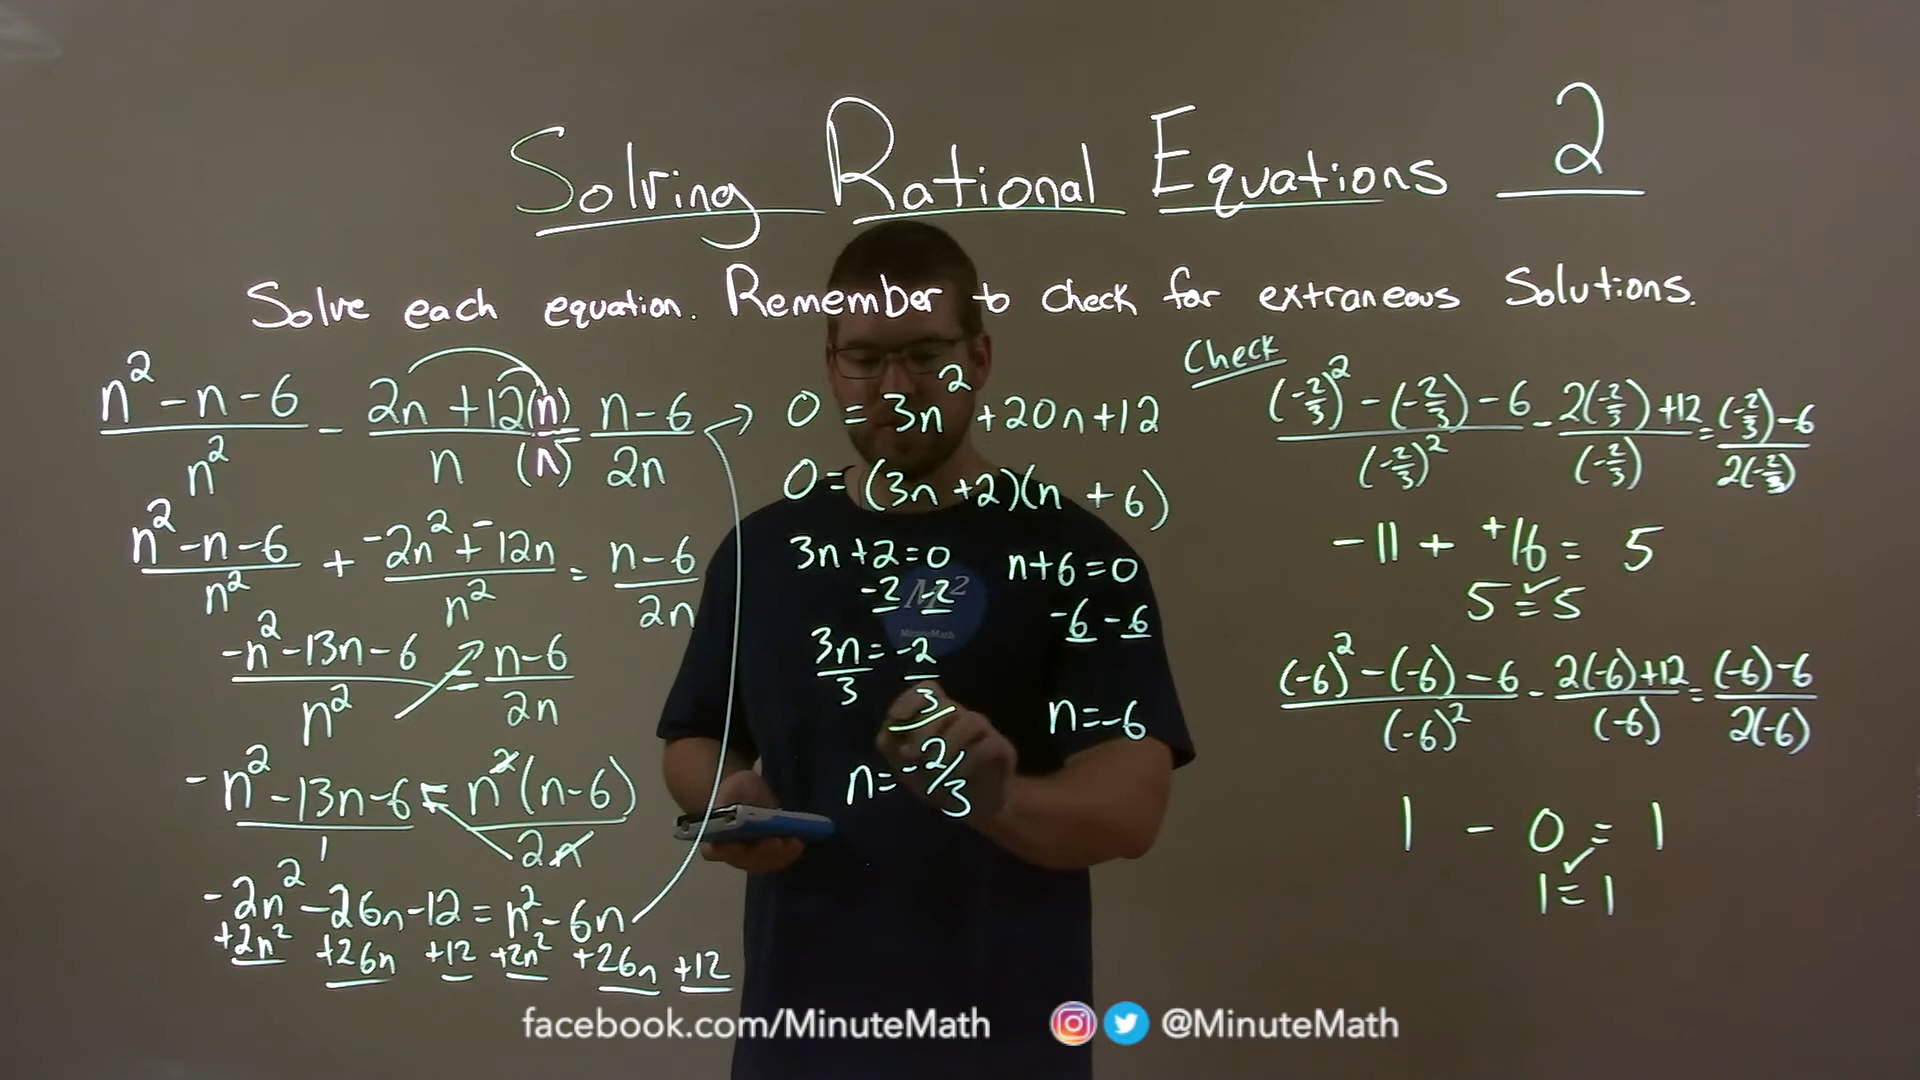 Solving Rational Equations 2
Solve each equation. Remember to check for extraneous Solutions.
n² - n - 6 / n² - 2n + 12(n) / n (n) = n - 6 / 2n
n² - n - 6 / n² + -2n² + -12n / n² = n - 6 / 2n
-n² - 13n - 6 / n² = n - 6 / 2n
-n² - 13n - 6 / 1 = n²(n - 6) / 2n
-2n² - 26n - 12 = n² - 6n
+2n² +26n +12 +2n² +26n +12
0 = 3n² + 20n + 12
0 = (3n + 2)(n + 6)
3n + 2 = 0 n + 6 = 0
-2 -2 -6 -6
3n / 3 = -2 / 3
n = -6
n = -2/3
M²
MinuteMath
Check
(-2/3)² - (-2/3) - 6 / (-2/3)² - 2(-2/3) + 12 / (-2/3) = (-2/3) - 6 / 2(-2/3)
-11 + +16 = 5
5 = 5
(-6)² - (-6) - 6 / (-6)² - 2(-6) + 12 / (-6) = (-6) - 6 / 2(-6)
1 - 0 = 1
1 = 1
facebook.com/MinuteMath @MinuteMath